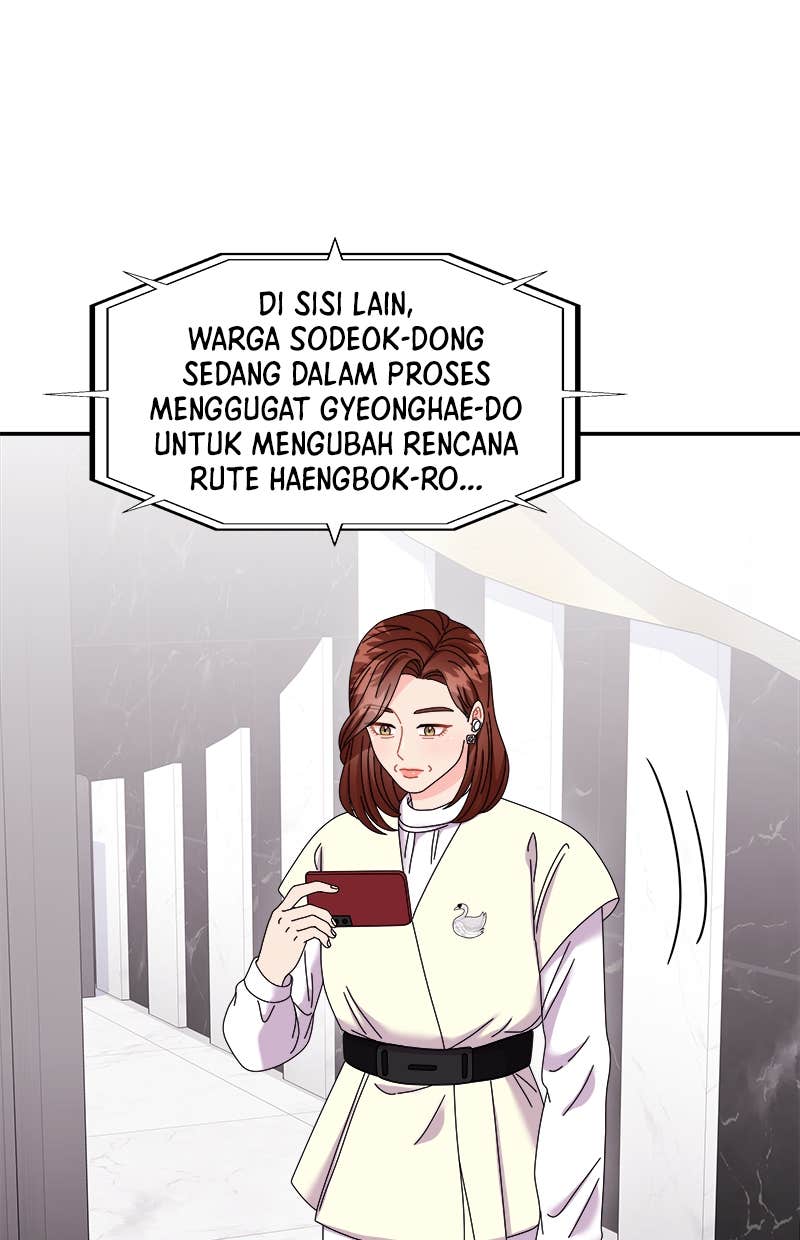 DI SISI LAIN,
WARGA SODEOK-DONG
SEDANG DALAM PROSES
MENGGUGAT GYEONGHAE-DO
UNTUK MENGUBAH RENCANA
RUTE HAENGBOK-RO...